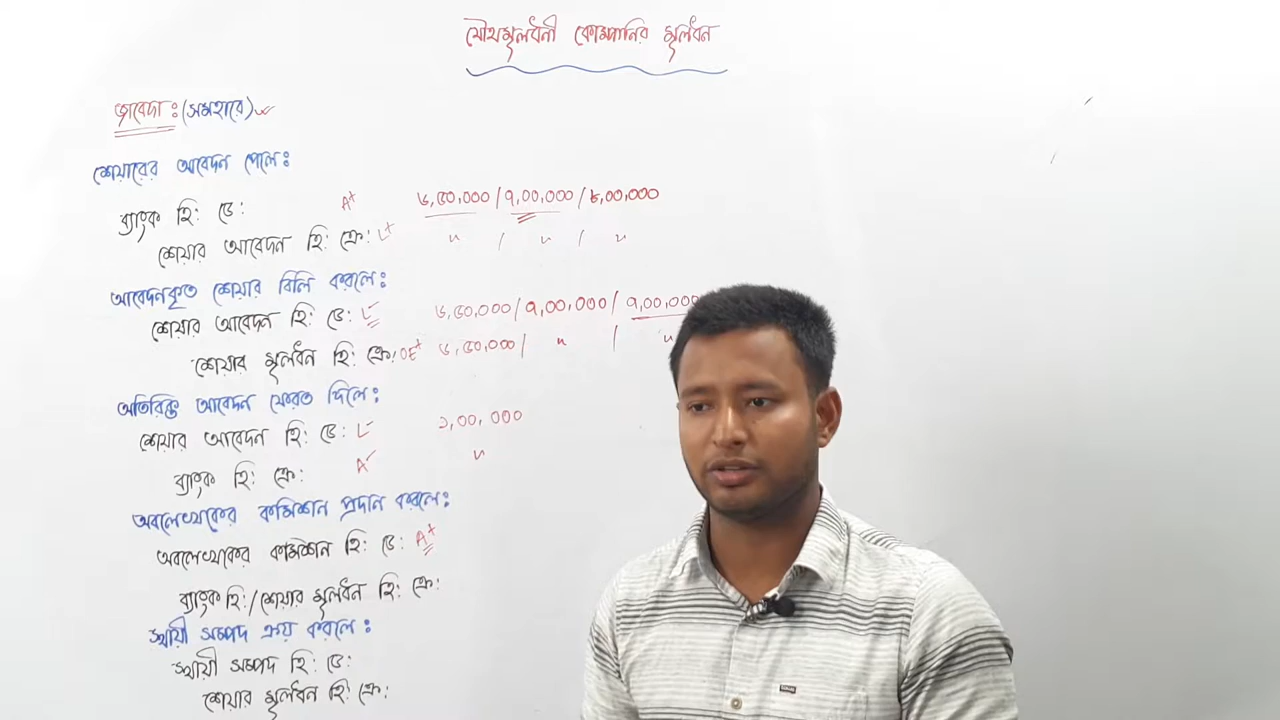 যৌথমূলধনী কোম্পানির মূলধন
জাবেদা : (সমহারে)
শেয়ারের আবেদন পেলে :
ব্যাংক হি: ডে: A+ ৬,৫০,০০০ / ৭,০০,০০০ / ৮,০০,০০০
শেয়ার আবেদন হি: ক্রে: L+ " / " / "
আবেদনকৃত শেয়ার বিলি করলে :
শেয়ার আবেদন হি: ডে: L- ৬,৫০,০০০ / ৭,০০,০০০ / ৭,০০,০০০
শেয়ার মূলধন হি: ক্রে: OE+ ৬,৫০,০০০ / " / "
অতিরিক্ত আবেদন ফেরত দিলে :
শেয়ার আবেদন হি: ডে: L- ১,০০,০০০
ব্যাংক হি: ক্রে: A- "
অবলেখকের কমিশন প্রদান করলে :
অবলেখকের কমিশন হি: ডে: A+
ব্যাংক হি: / শেয়ার মূলধন হি: ক্রে:
স্থায়ী সম্পদ ক্রয় করলে :
স্থায়ী সম্পদ হি: ডে:
শেয়ার মূলধন হি: ক্রে: